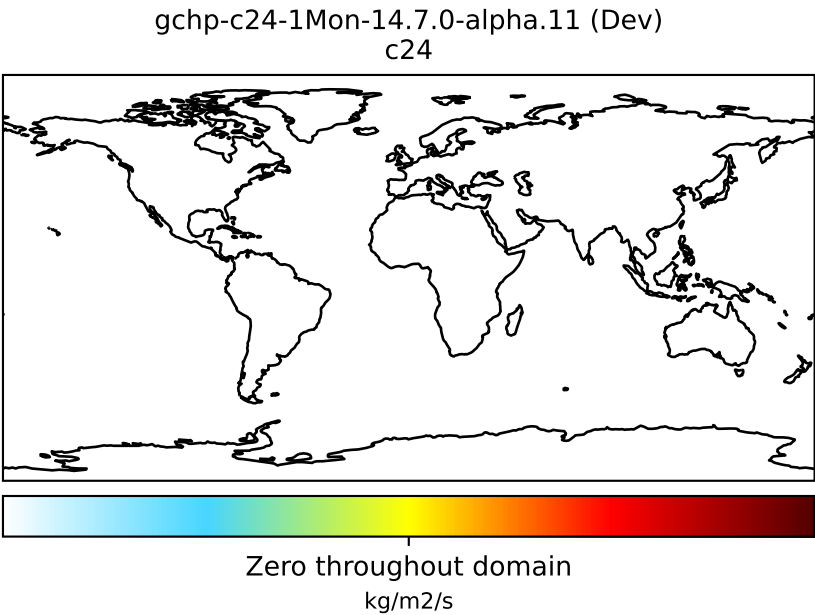 gchp-c24-1Mon-14.7.0-alpha.11 (Dev)
c24
Zero throughout domain
kg/m2/s